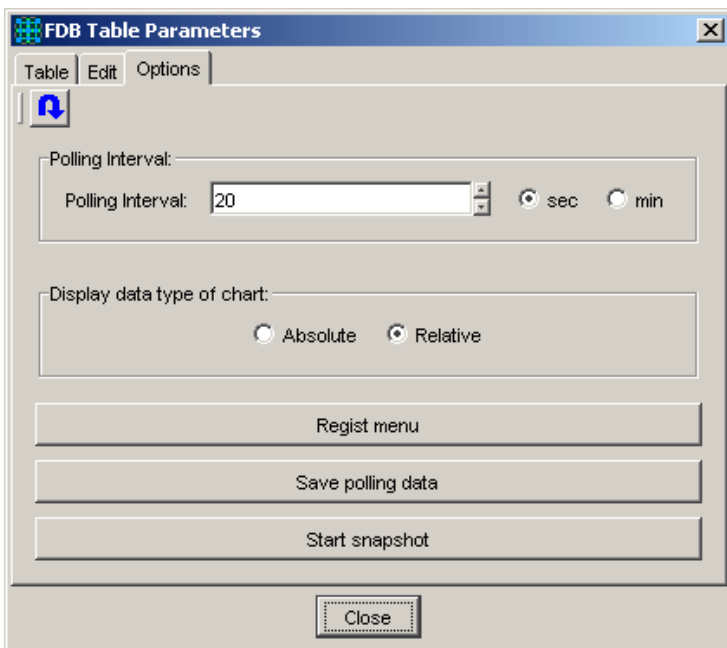 FDB Table Parameters
Table Edit Options
Polling Interval:
Polling Interval: 20 sec min
Display data type of chart:
Absolute Relative
Regist menu
Save polling data
Start snapshot
Close